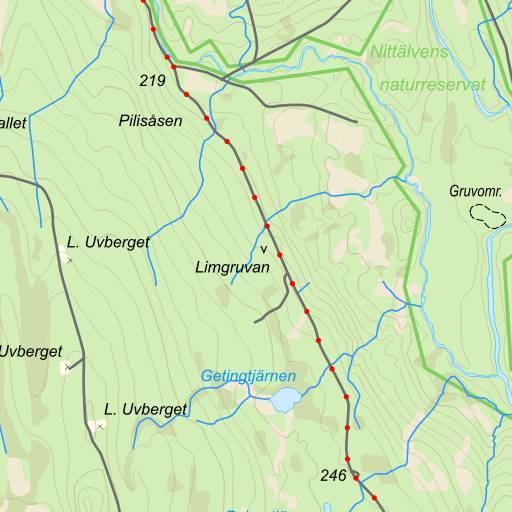 Nittälvens
naturreservat
219
Pilisåsen
allet
Gruvomr.
L. Uvberget
v
Limgruvan
Uvberget
Getingtjärnen
L. Uvberget
246